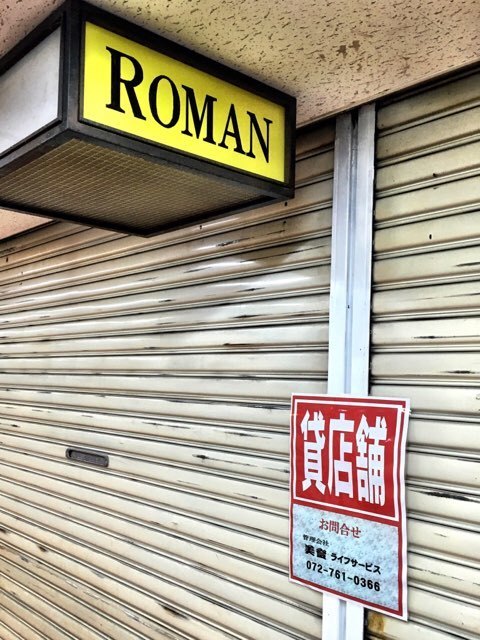 ROMAN
貸店舗
お問合せ
管理会社
美登 ライフサービス
072-761-0366